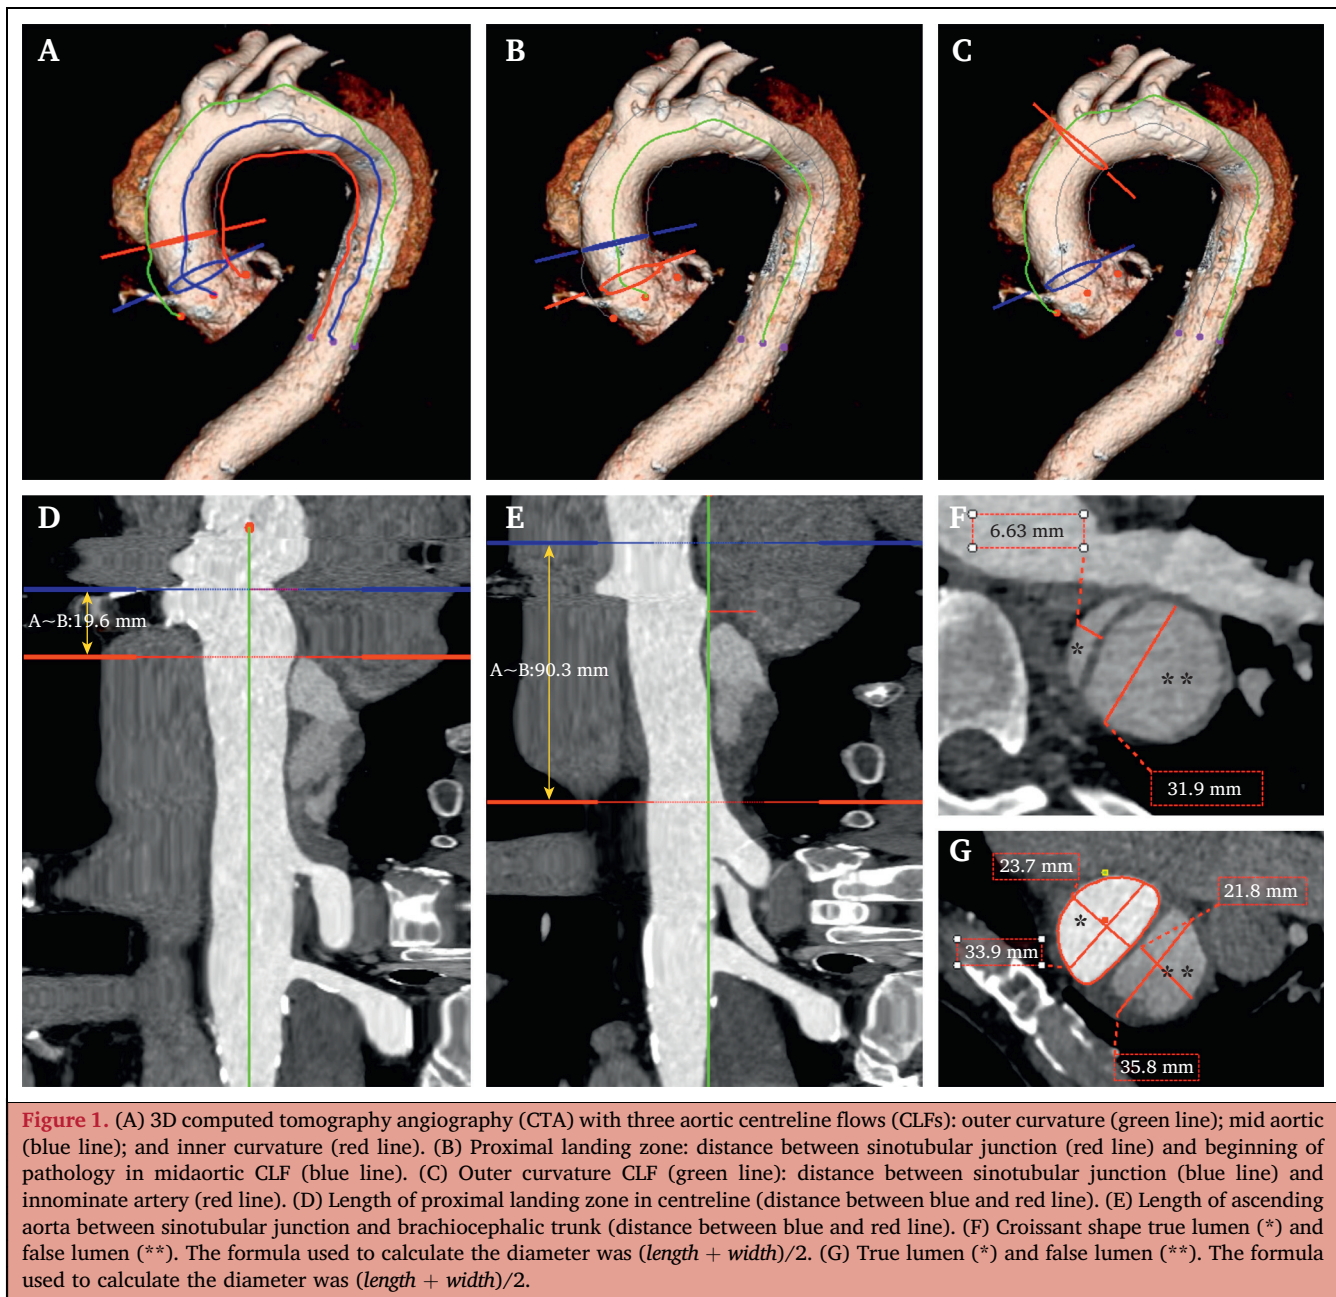 A
B
C
D
A~B:19.6 mm
E
A~B:90.3 mm
F
6.63 mm
*
**
31.9 mm
G
23.7 mm
21.8 mm
*
33.9 mm
**
35.8 mm
Figure 1. (A) 3D computed tomography angiography (CTA) with three aortic centreline flows (CLFs): outer curvature (green line); mid aortic
(blue line); and inner curvature (red line). (B) Proximal landing zone: distance between sinotubular junction (red line) and beginning of
pathology in midaortic CLF (blue line). (C) Outer curvature CLF (green line): distance between sinotubular junction (blue line) and
innominate artery (red line). (D) Length of proximal landing zone in centreline (distance between blue and red line). (E) Length of ascending
aorta between sinotubular junction and brachiocephalic trunk (distance between blue and red line). (F) Croissant shape true lumen (*) and
false lumen (**). The formula used to calculate the diameter was (length + width)/2. (G) True lumen (*) and false lumen (**). The formula
used to calculate the diameter was (length + width)/2.